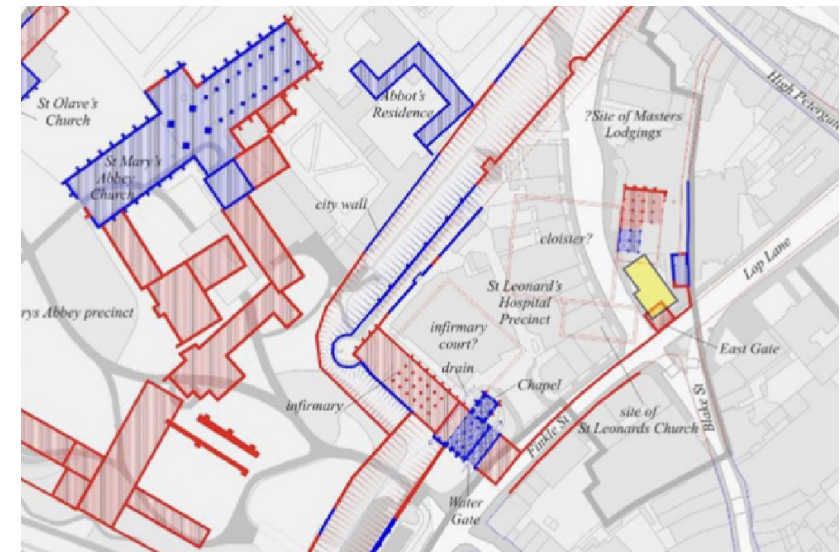 St Olave's
Church
Abbot's
Residence
St Mary's
Abbey
Church
city wall
rys Abbey precinct
infirmary
?Site of Masters
Lodgings
High Peterga
cloister?
Lop Lane
St Leonard's
Hospital
Precinct
infirmary
court?
drain
Chapel
East Gate
site of
St Leonards Church
Finkle St
Blake St
Water
Gate